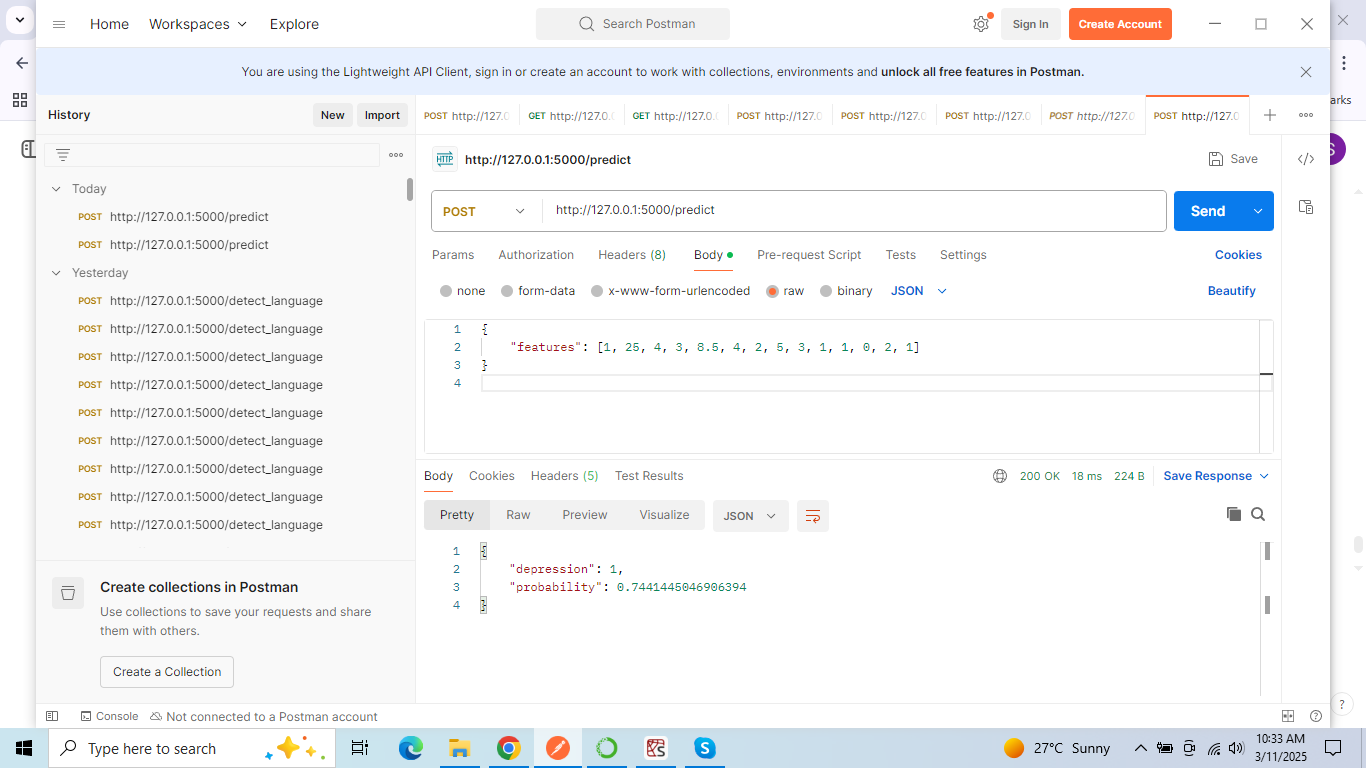 Home Workspaces Explore
Search Postman
Sign In Create Account
You are using the Lightweight API Client, sign in or create an account to work with collections, environments and unlock all free features in Postman.
arks
S
History New Import
Today
POST http://127.0.0.1:5000/predict
POST http://127.0.0.1:5000/predict
Yesterday
POST http://127.0.0.1:5000/detect_language
POST http://127.0.0.1:5000/detect_language
POST http://127.0.0.1:5000/detect_language
POST http://127.0.0.1:5000/detect_language
POST http://127.0.0.1:5000/detect_language
POST http://127.0.0.1:5000/detect_language
POST http://127.0.0.1:5000/detect_language
POST http://127.0.0.1:5000/detect_language
POST http://127.0.0.1:5000/detect_language
Create collections in Postman
Use collections to save your requests and share
them with others.
Create a Collection
POST http://127.0 GET http://127.0. GET http://127.0. POST http://127.0 POST http://127.0 POST http://127.0 POST http://127.0 POST http://127.0
HTTP http://127.0.0.1:5000/predict Save
POST http://127.0.0.1:5000/predict Send
Params Authorization Headers (8) Body Pre-request Script Tests Settings Cookies
none form-data x-www-form-urlencoded raw binary JSON Beautify
1 {
2 "features": [1, 25, 4, 3, 8.5, 4, 2, 5, 3, 1, 1, 0, 2, 1]
3 }
4
Body Cookies Headers (5) Test Results 200 OK 18 ms 224 B Save Response
Pretty Raw Preview Visualize JSON
1 {
2 "depression": 1,
3 "probability": 0.7441445046906394
4 }
Console Not connected to a Postman account
Type here to search
27°C Sunny
10:33 AM
3/11/2025